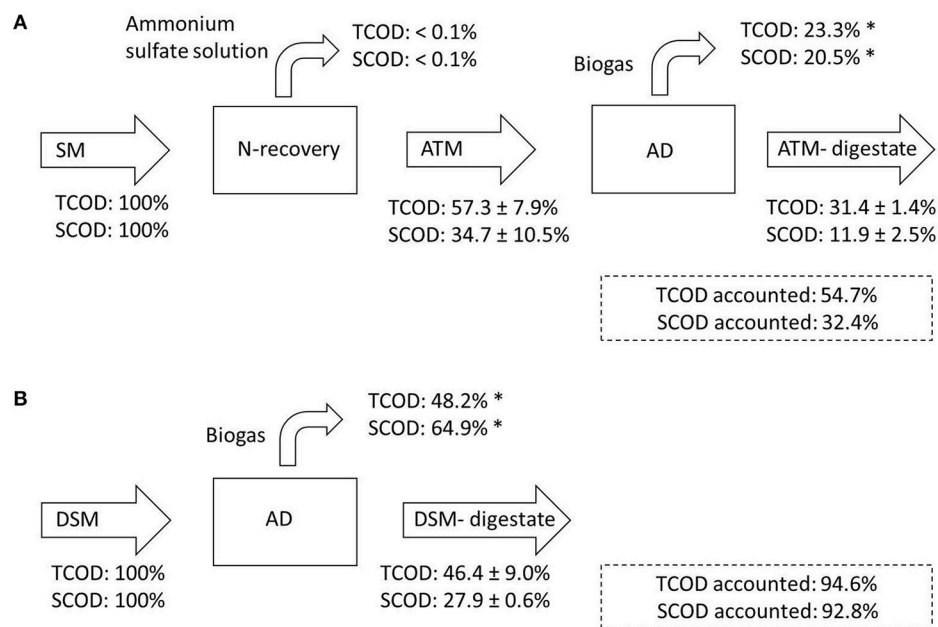 A
Ammonium
sulfate solution
TCOD: < 0.1%
SCOD: < 0.1%
Biogas
TCOD: 23.3% *
SCOD: 20.5% *
SM
N-recovery
ATM
AD
ATM- digestate
TCOD: 100%
SCOD: 100%
TCOD: 57.3 ± 7.9%
SCOD: 34.7 ± 10.5%
TCOD: 31.4 ± 1.4%
SCOD: 11.9 ± 2.5%
TCOD accounted: 54.7%
SCOD accounted: 32.4%
B
Biogas
TCOD: 48.2% *
SCOD: 64.9% *
DSM
AD
DSM- digestate
TCOD: 100%
SCOD: 100%
TCOD: 46.4 ± 9.0%
SCOD: 27.9 ± 0.6%
TCOD accounted: 94.6%
SCOD accounted: 92.8%